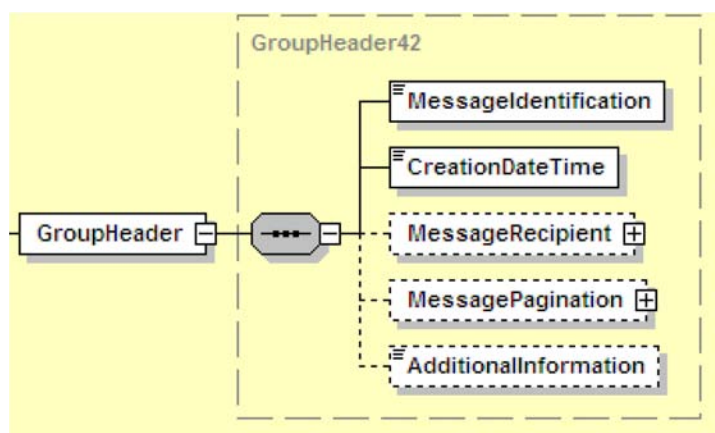 GroupHeader42
MessageIdentification
CreationDateTime
GroupHeader
MessageRecipient
MessagePagination
AdditionalInformation